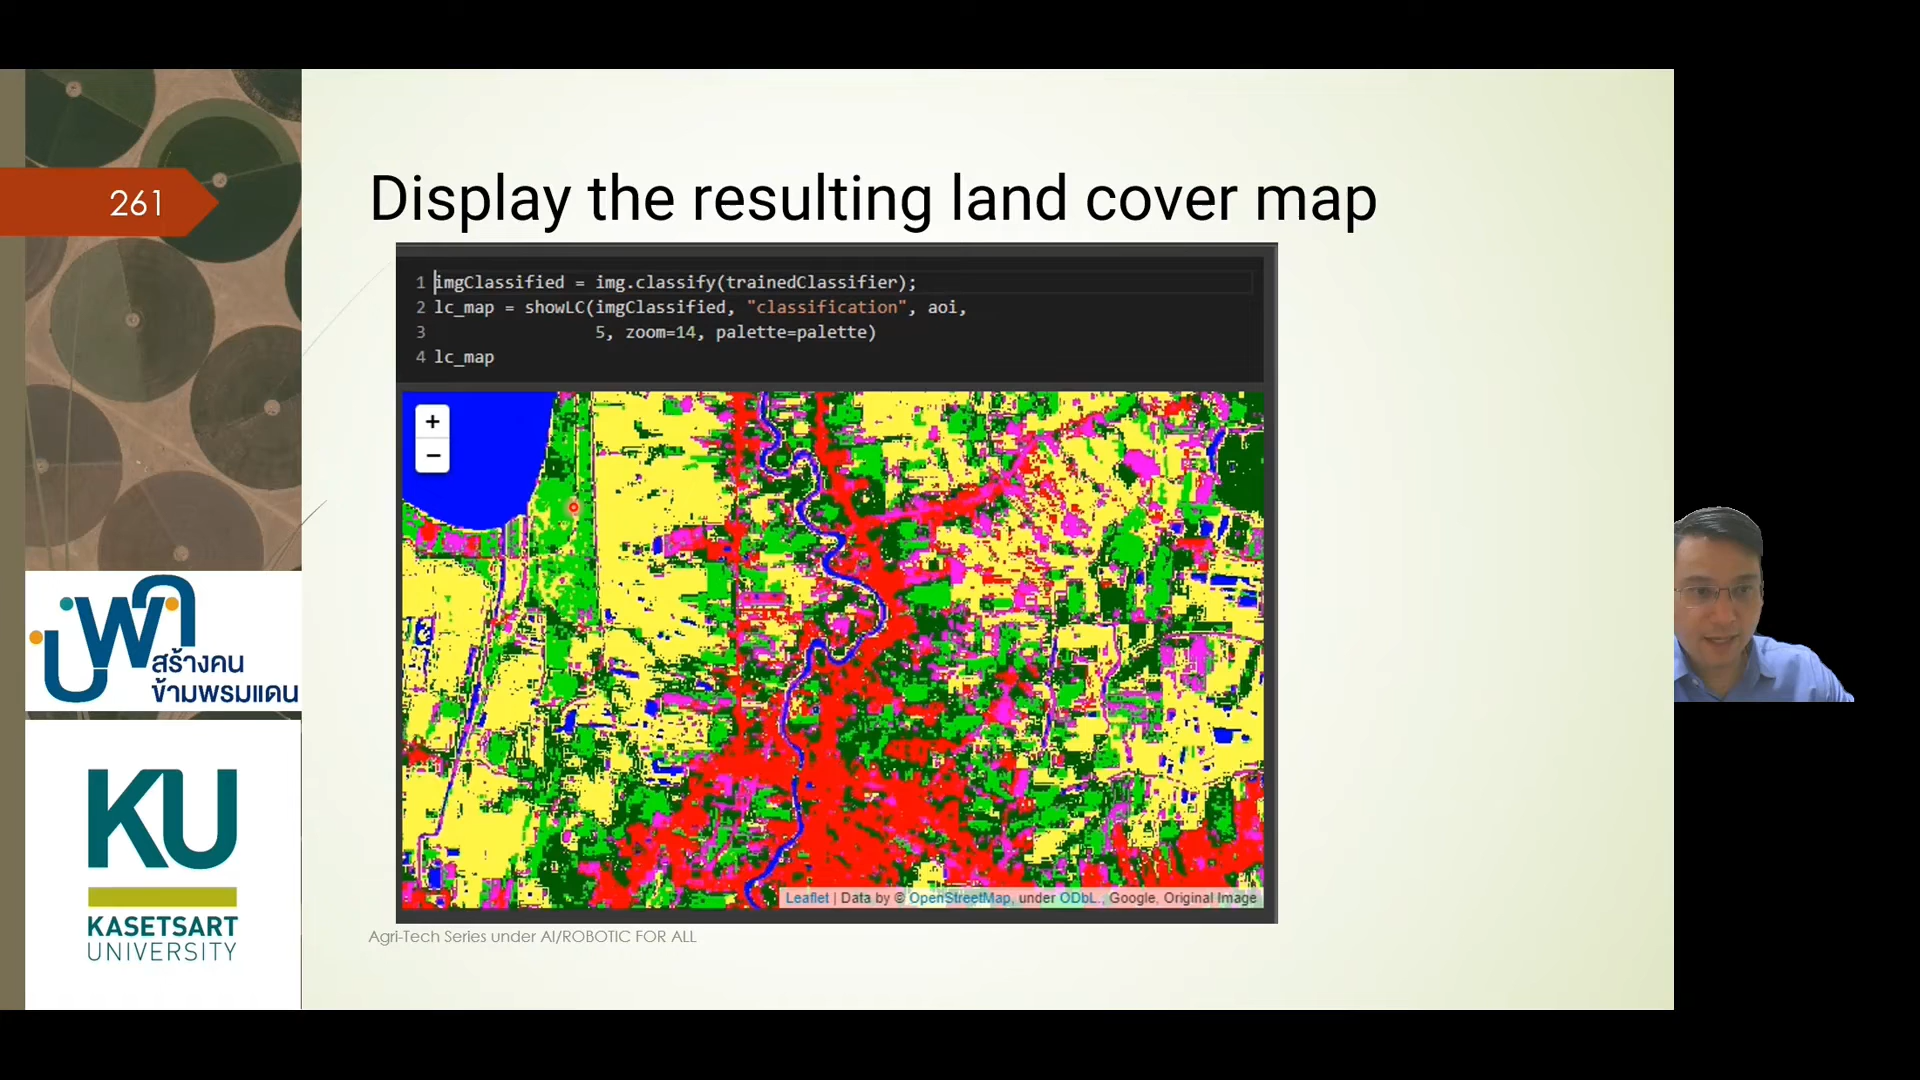 261
Display the resulting land cover map
1 imgClassified = img.classify(trainedClassifier);
2 lc_map = showLC(imgClassified, "classification", aoi,
3 5, zoom=14, palette=palette)
4 lc_map
+
−
Leaflet | Data by © OpenStreetMap, under ODbL., Google, Original Image
บพค
สร้างคน
ข้ามพรมแดน
KU
KASETSART
UNIVERSITY
Agri-Tech Series under AI/ROBOTIC FOR ALL